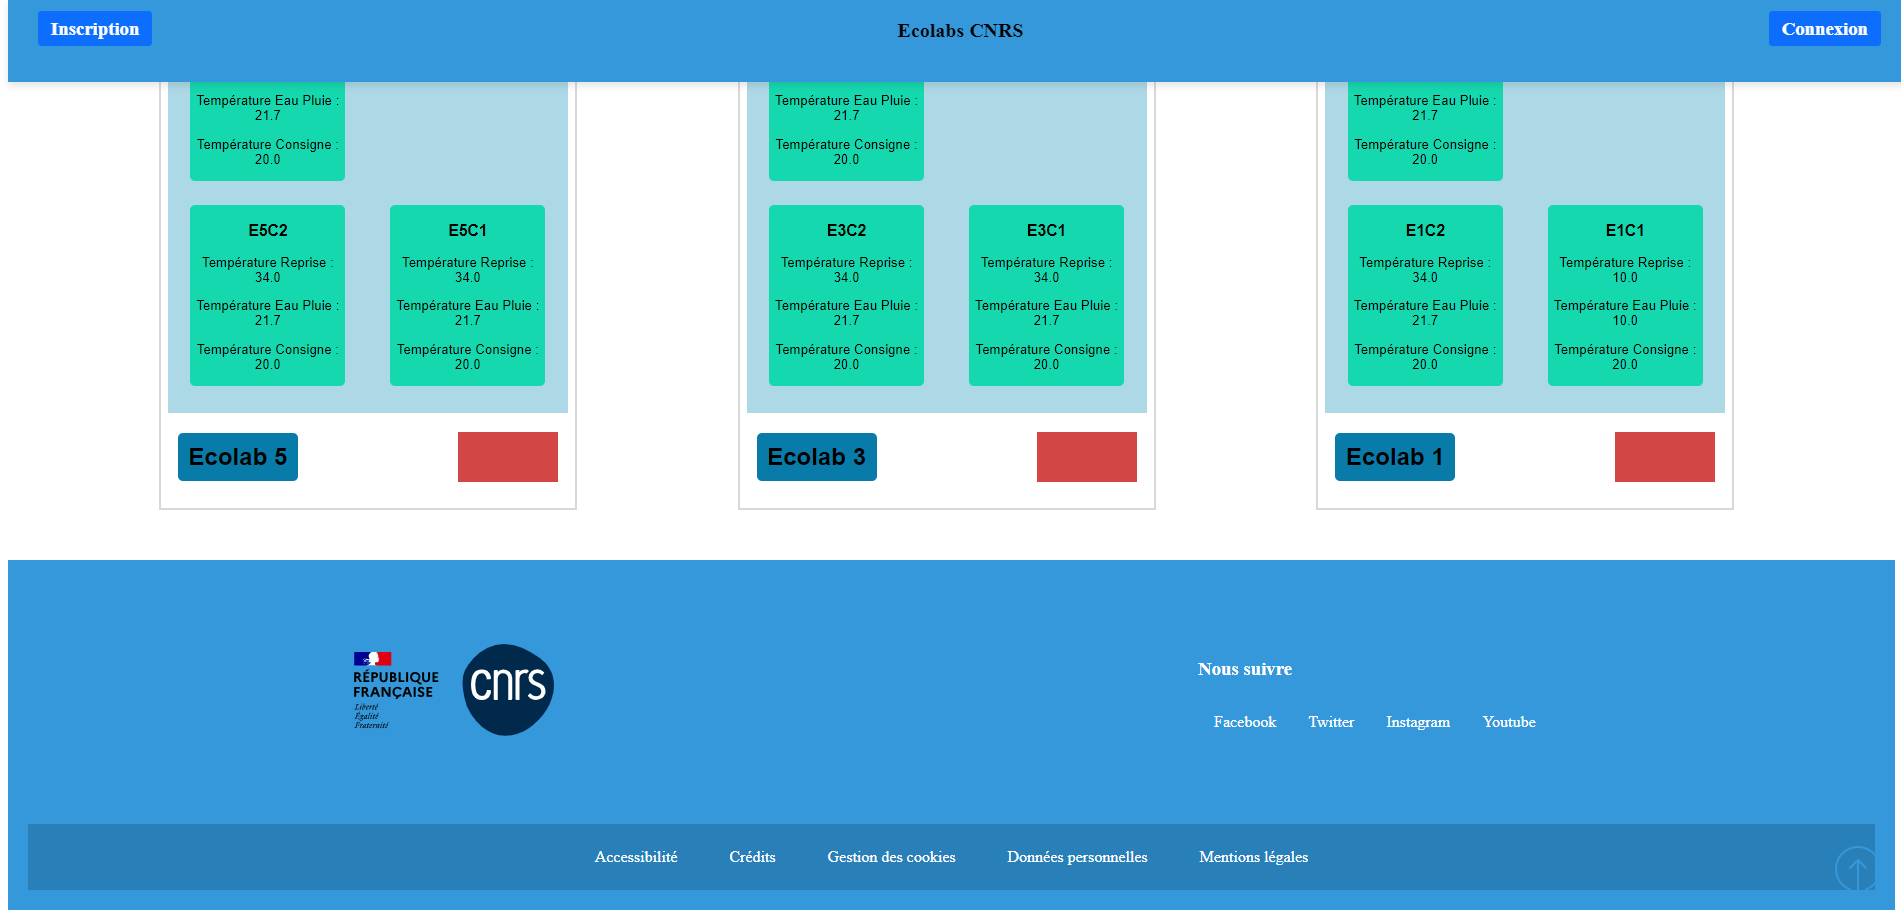 Inscription
Ecolabs CNRS
Connexion
Température Eau Pluie :
21.7
Température Consigne :
20.0
Température Eau Pluie :
21.7
Température Consigne :
20.0
Température Eau Pluie :
21.7
Température Consigne :
20.0
E5C2
Température Reprise :
34.0
Température Eau Pluie :
21.7
Température Consigne :
20.0
E5C1
Température Reprise :
34.0
Température Eau Pluie :
21.7
Température Consigne :
20.0
E3C2
Température Reprise :
34.0
Température Eau Pluie :
21.7
Température Consigne :
20.0
E3C1
Température Reprise :
34.0
Température Eau Pluie :
21.7
Température Consigne :
20.0
E1C2
Température Reprise :
34.0
Température Eau Pluie :
21.7
Température Consigne :
20.0
E1C1
Température Reprise :
10.0
Température Eau Pluie :
10.0
Température Consigne :
20.0
Ecolab 5
Ecolab 3
Ecolab 1
RÉPUBLIQUE
FRANÇAISE
Liberté
Égalité
Fraternité
cnrs
Nous suivre
Facebook
Twitter
Instagram
Youtube
Accessibilité
Crédits
Gestion des cookies
Données personnelles
Mentions légales